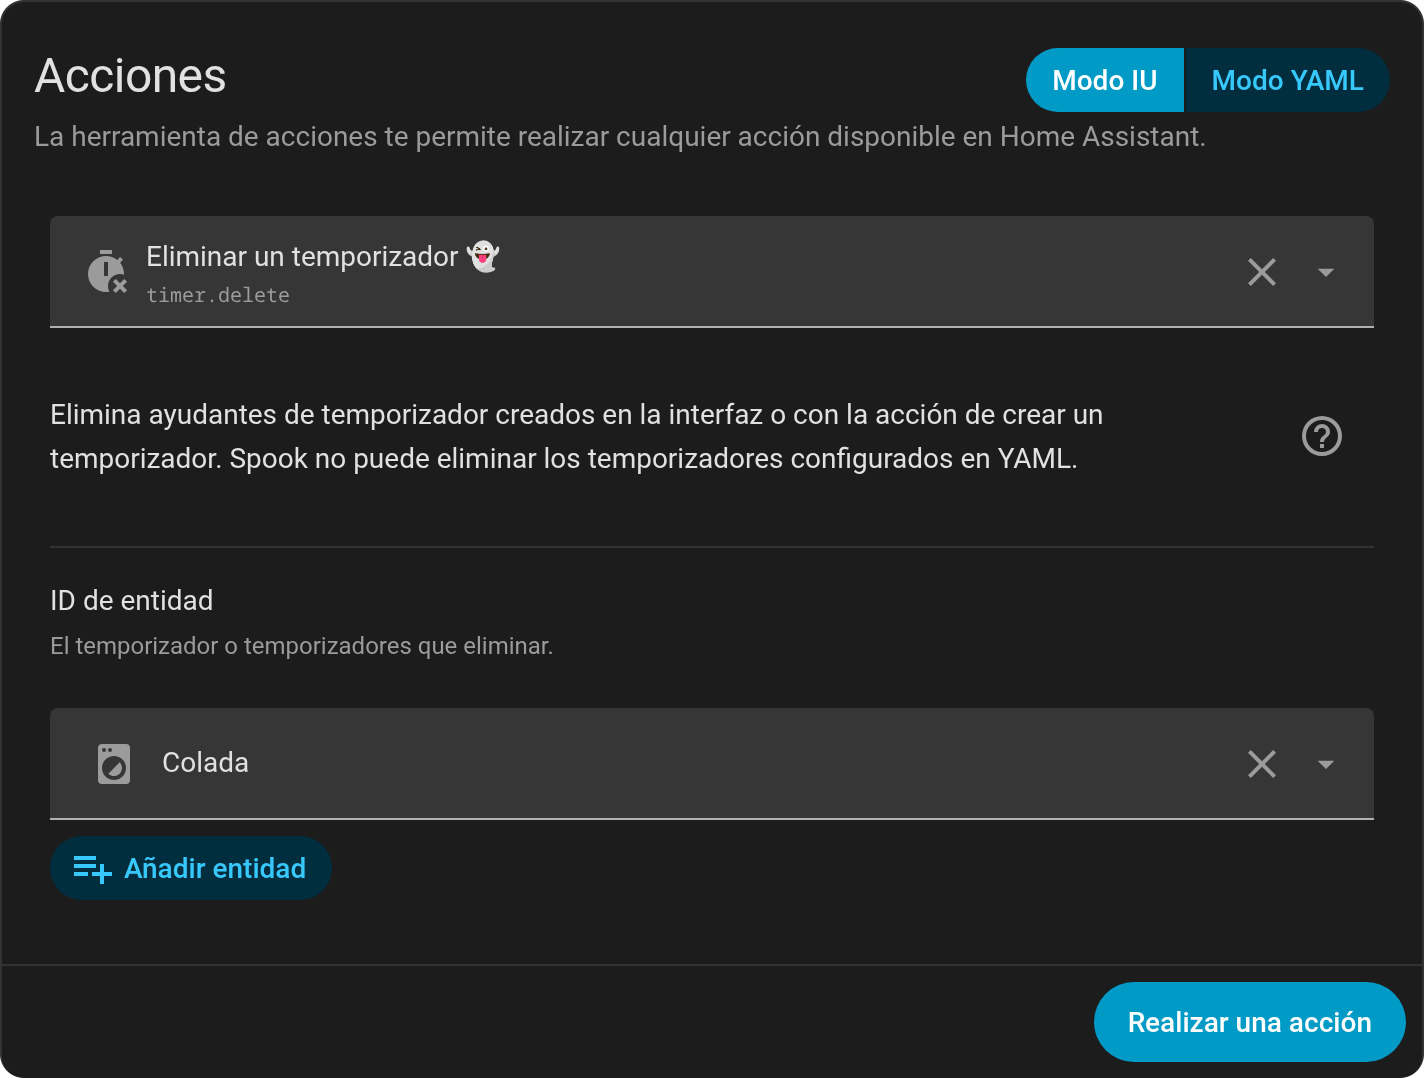 Acciones
Modo IU
Modo YAML
La herramienta de acciones te permite realizar cualquier acción disponible en Home Assistant.
Eliminar un temporizador 👻
timer.delete
Elimina ayudantes de temporizador creados en la interfaz o con la acción de crear un
temporizador. Spook no puede eliminar los temporizadores configurados en YAML.
ID de entidad
El temporizador o temporizadores que eliminar.
Colada
Añadir entidad
Realizar una acción